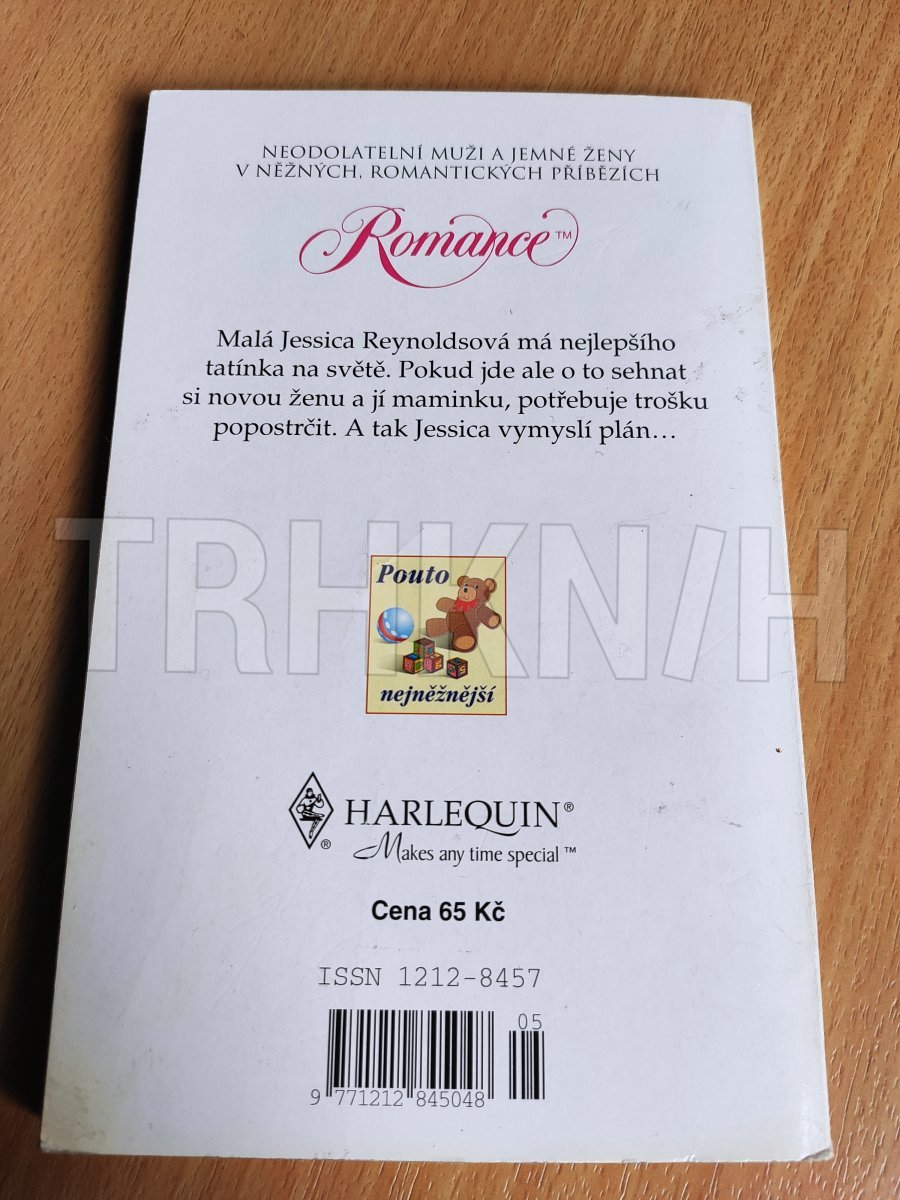 NEODOLATELNÍ MUŽI A JEMNÉ ŽENY
V NĚŽNÝCH, ROMANTICKÝCH PŘÍBĚZÍCH
Romance™
Malá Jessica Reynoldsová má nejlepšího
tatínka na světě. Pokud jde ale o to sehnat
si novou ženu a jí maminku, potřebuje trošku
popostrčit. A tak Jessica vymyslí plán…
TRHKNIH
Pouto
nejněžnější
HARLEQUIN®
®
Makes any time special™
Cena 65 Kč
ISSN 1212-8457
05
9 771212 845048